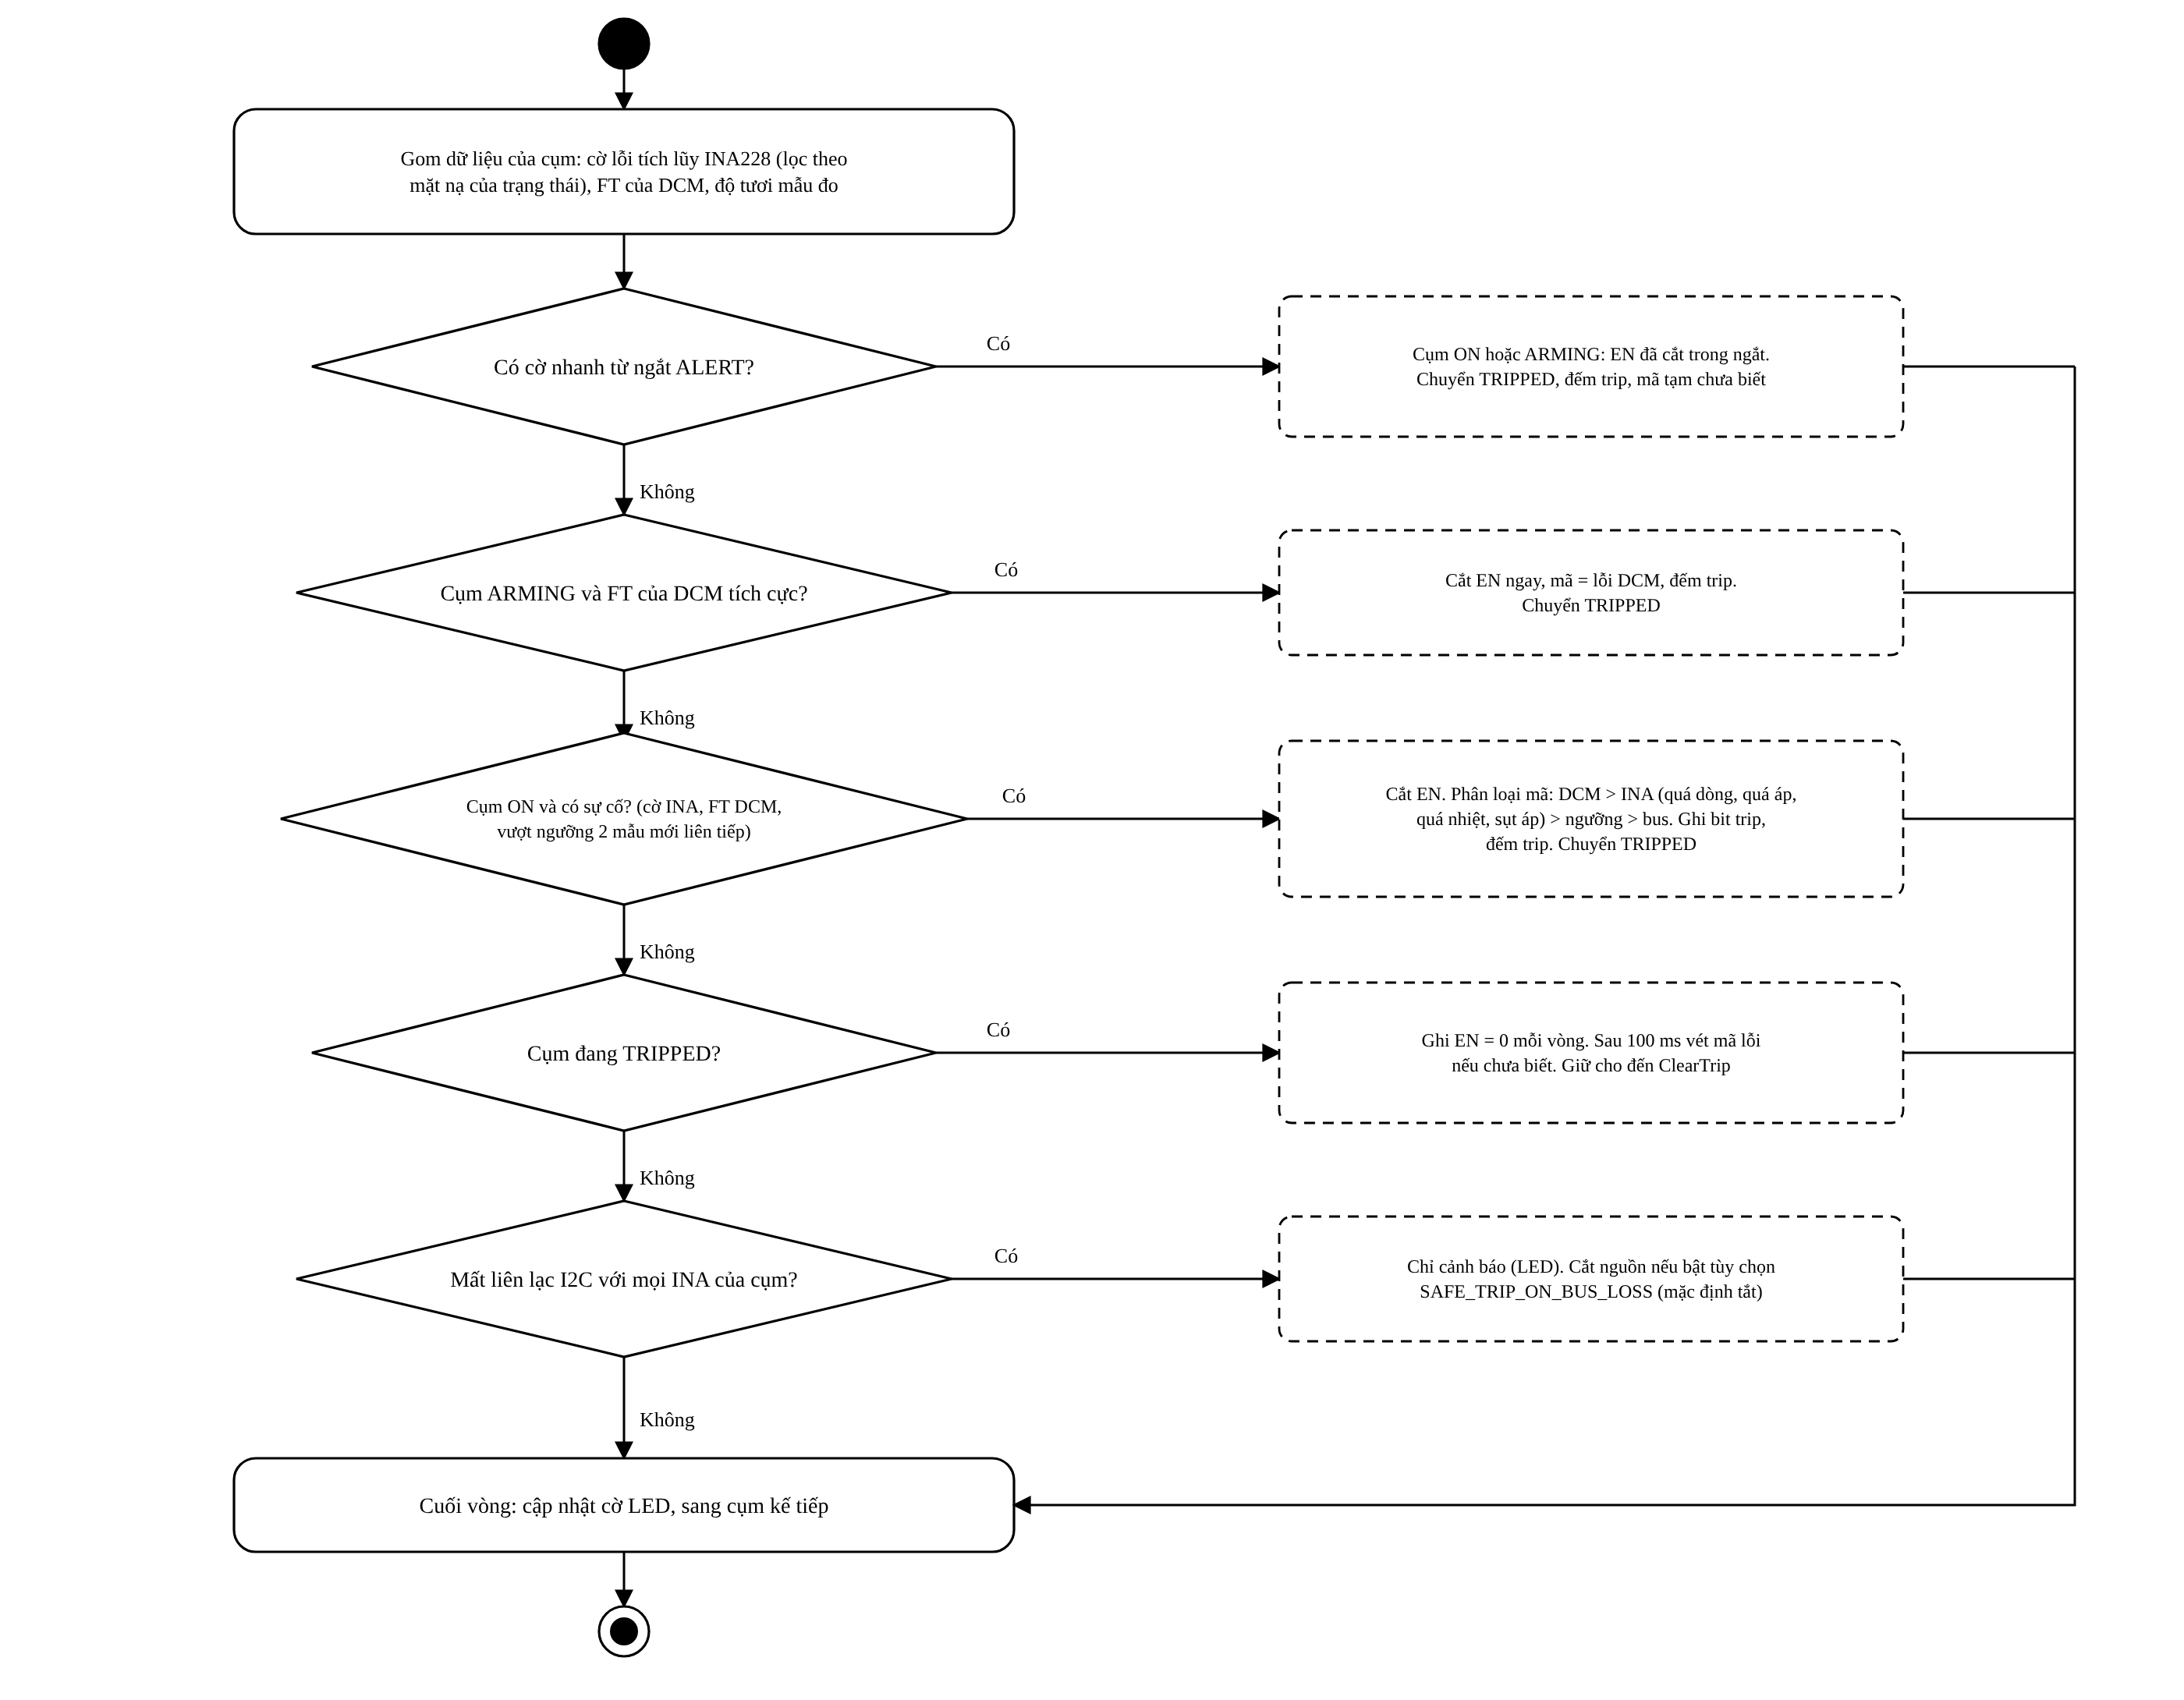 Gom dữ liệu của cụm: cờ lỗi tích lũy INA228 (lọc theo
mặt nạ của trạng thái), FT của DCM, độ tươi mẫu đo
Có cờ nhanh từ ngắt ALERT?
Có
Cụm ON hoặc ARMING: EN đã cắt trong ngắt.
Chuyển TRIPPED, đếm trip, mã tạm chưa biết
Không
Cụm ARMING và FT của DCM tích cực?
Có
Cắt EN ngay, mã = lỗi DCM, đếm trip.
Chuyển TRIPPED
Không
Cụm ON và có sự cố? (cờ INA, FT DCM,
vượt ngưỡng 2 mẫu mới liên tiếp)
Có
Cắt EN. Phân loại mã: DCM > INA (quá dòng, quá áp,
quá nhiệt, sụt áp) > ngưỡng > bus. Ghi bit trip,
đếm trip. Chuyển TRIPPED
Không
Cụm đang TRIPPED?
Có
Ghi EN = 0 mỗi vòng. Sau 100 ms vét mã lỗi
nếu chưa biết. Giữ cho đến ClearTrip
Không
Mất liên lạc I2C với mọi INA của cụm?
Có
Chỉ cảnh báo (LED). Cắt nguồn nếu bật tùy chọn
SAFE_TRIP_ON_BUS_LOSS (mặc định tắt)
Không
Cuối vòng: cập nhật cờ LED, sang cụm kế tiếp